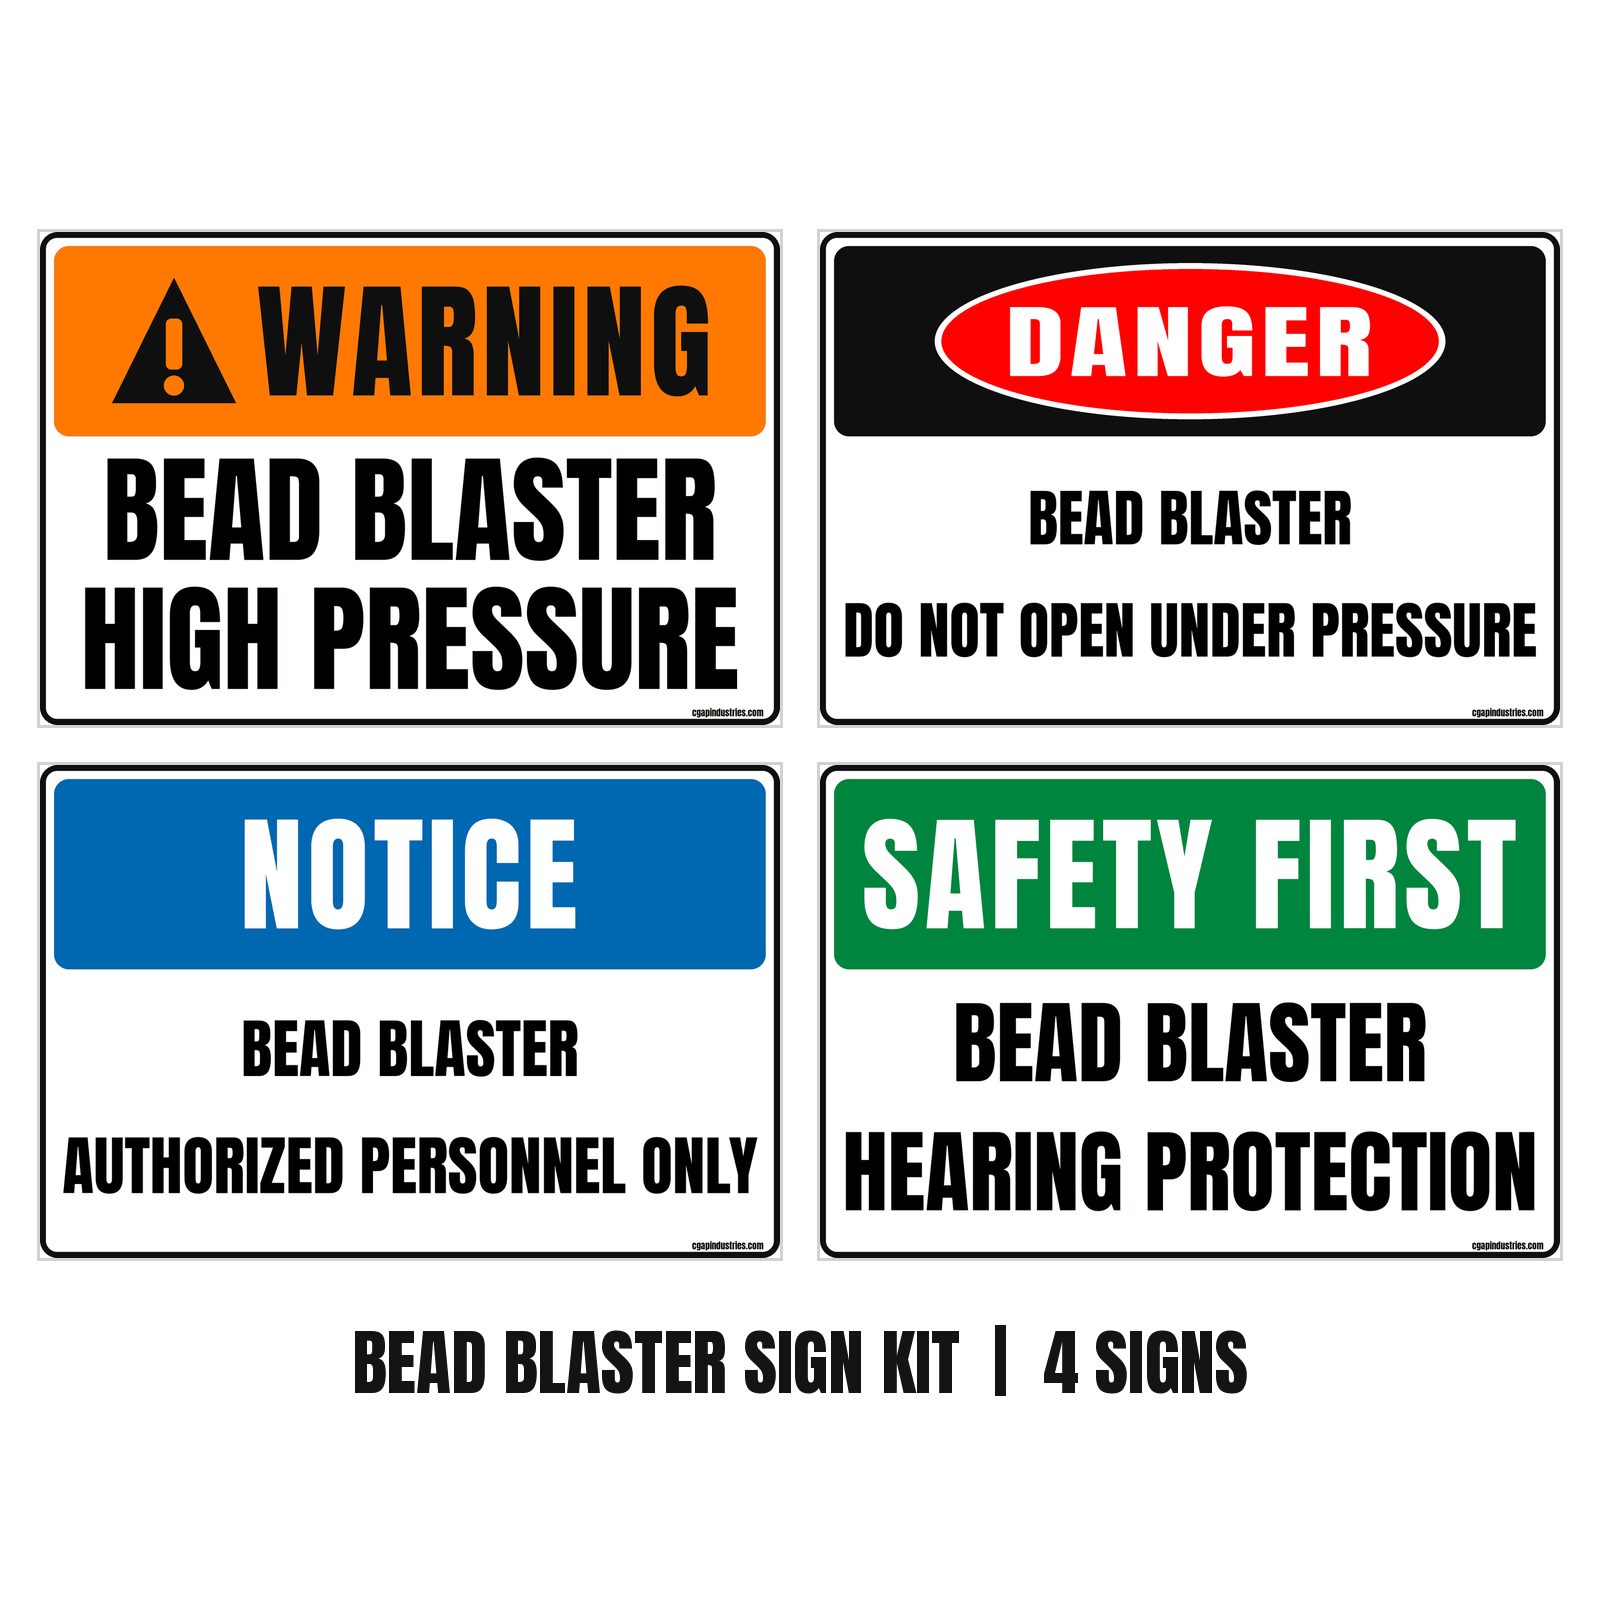 WARNING
BEAD BLASTER
HIGH PRESSURE
cgapindustries.com
DANGER
BEAD BLASTER
DO NOT OPEN UNDER PRESSURE
cgapindustries.com
NOTICE
BEAD BLASTER
AUTHORIZED PERSONNEL ONLY
cgapindustries.com
SAFETY FIRST
BEAD BLASTER
HEARING PROTECTION
cgapindustries.com
BEAD BLASTER SIGN KIT | 4 SIGNS